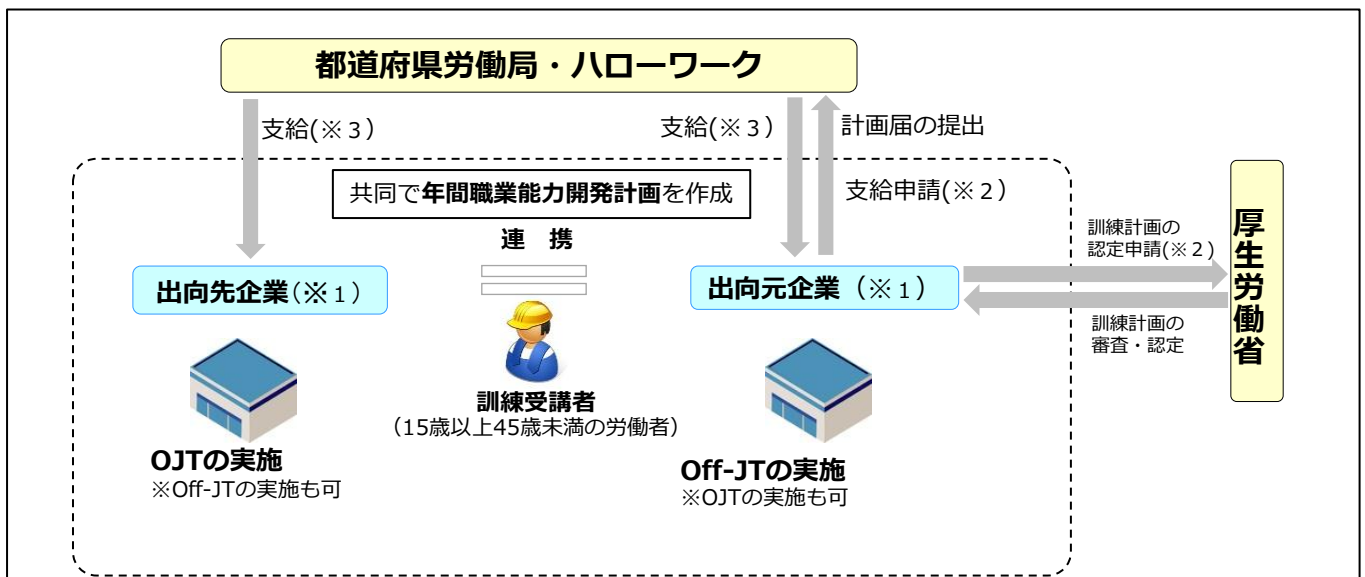 都道府県労働局・ハローワーク
支給(※３)
支給(※３)
計画届の提出
共同で年間職業能力開発計画を作成
支給申請(※２)
連　携
出向先企業(※１)
出向元企業（※１）
訓練計画の
認定申請(※２)
訓練計画の
審査・認定
厚生労働省
訓練受講者
（15歳以上45歳未満の労働者）
OJTの実施
※Off-JTの実施も可
Off-JTの実施
※OJTの実施も可